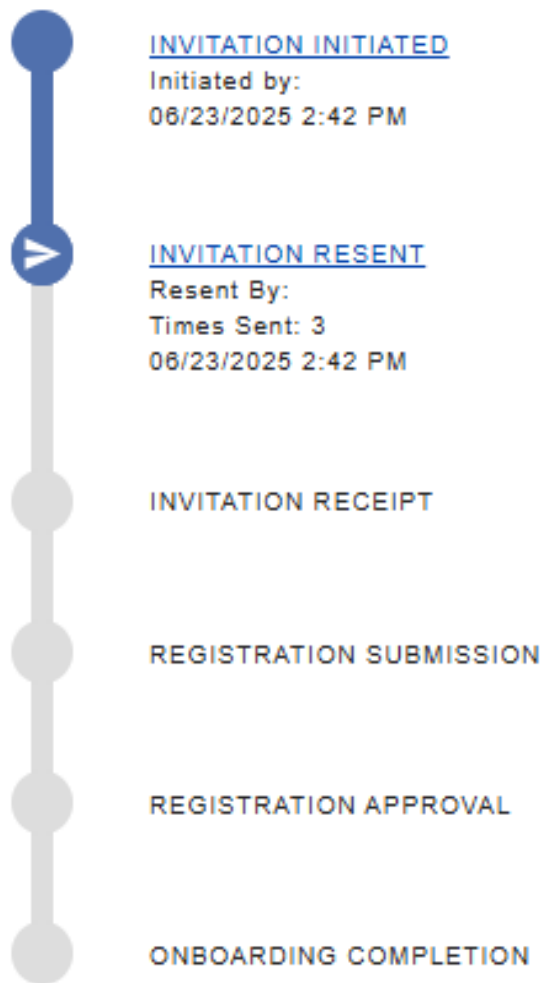 INVITATION INITIATED
Initiated by:
06/23/2025 2:42 PM
INVITATION RESENT
Resent By:
Times Sent: 3
06/23/2025 2:42 PM
INVITATION RECEIPT
REGISTRATION SUBMISSION
REGISTRATION APPROVAL
ONBOARDING COMPLETION